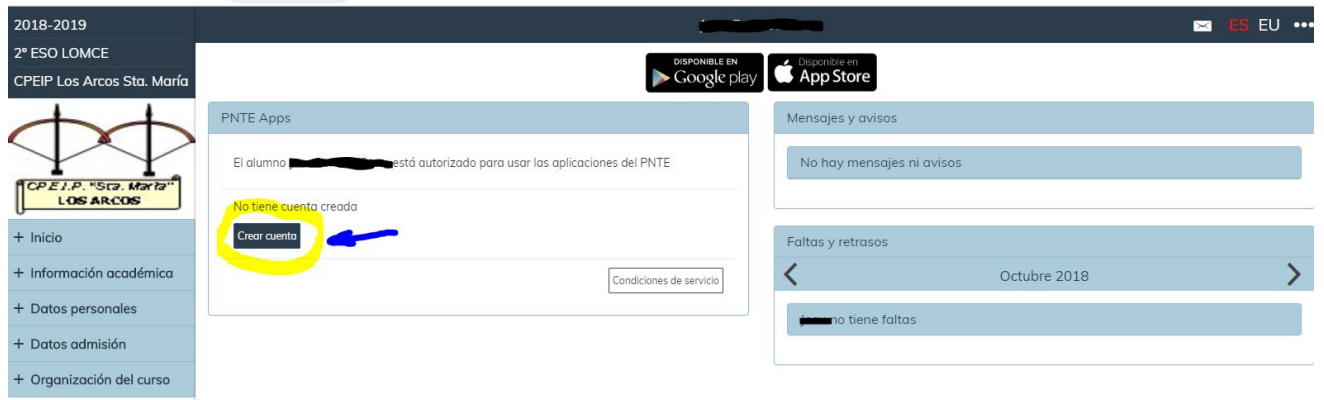 2018-2019
2º ESO LOMCE
CPEIP Los Arcos Sta. María
C.P.E.I.P. "Sta. María"
LOS ARCOS
+ Inicio
+ Información académica
+ Datos personales
+ Datos admisión
+ Organización del curso
ES EU
DISPONIBLE EN
Google play
Disponible en
App Store
PNTE Apps
El alumno está autorizado para usar las aplicaciones del PNTE
No tiene cuenta creada
Crear cuenta
Condiciones de servicio
Mensajes y avisos
No hay mensajes ni avisos
Faltas y retrasos
Octubre 2018
no tiene faltas